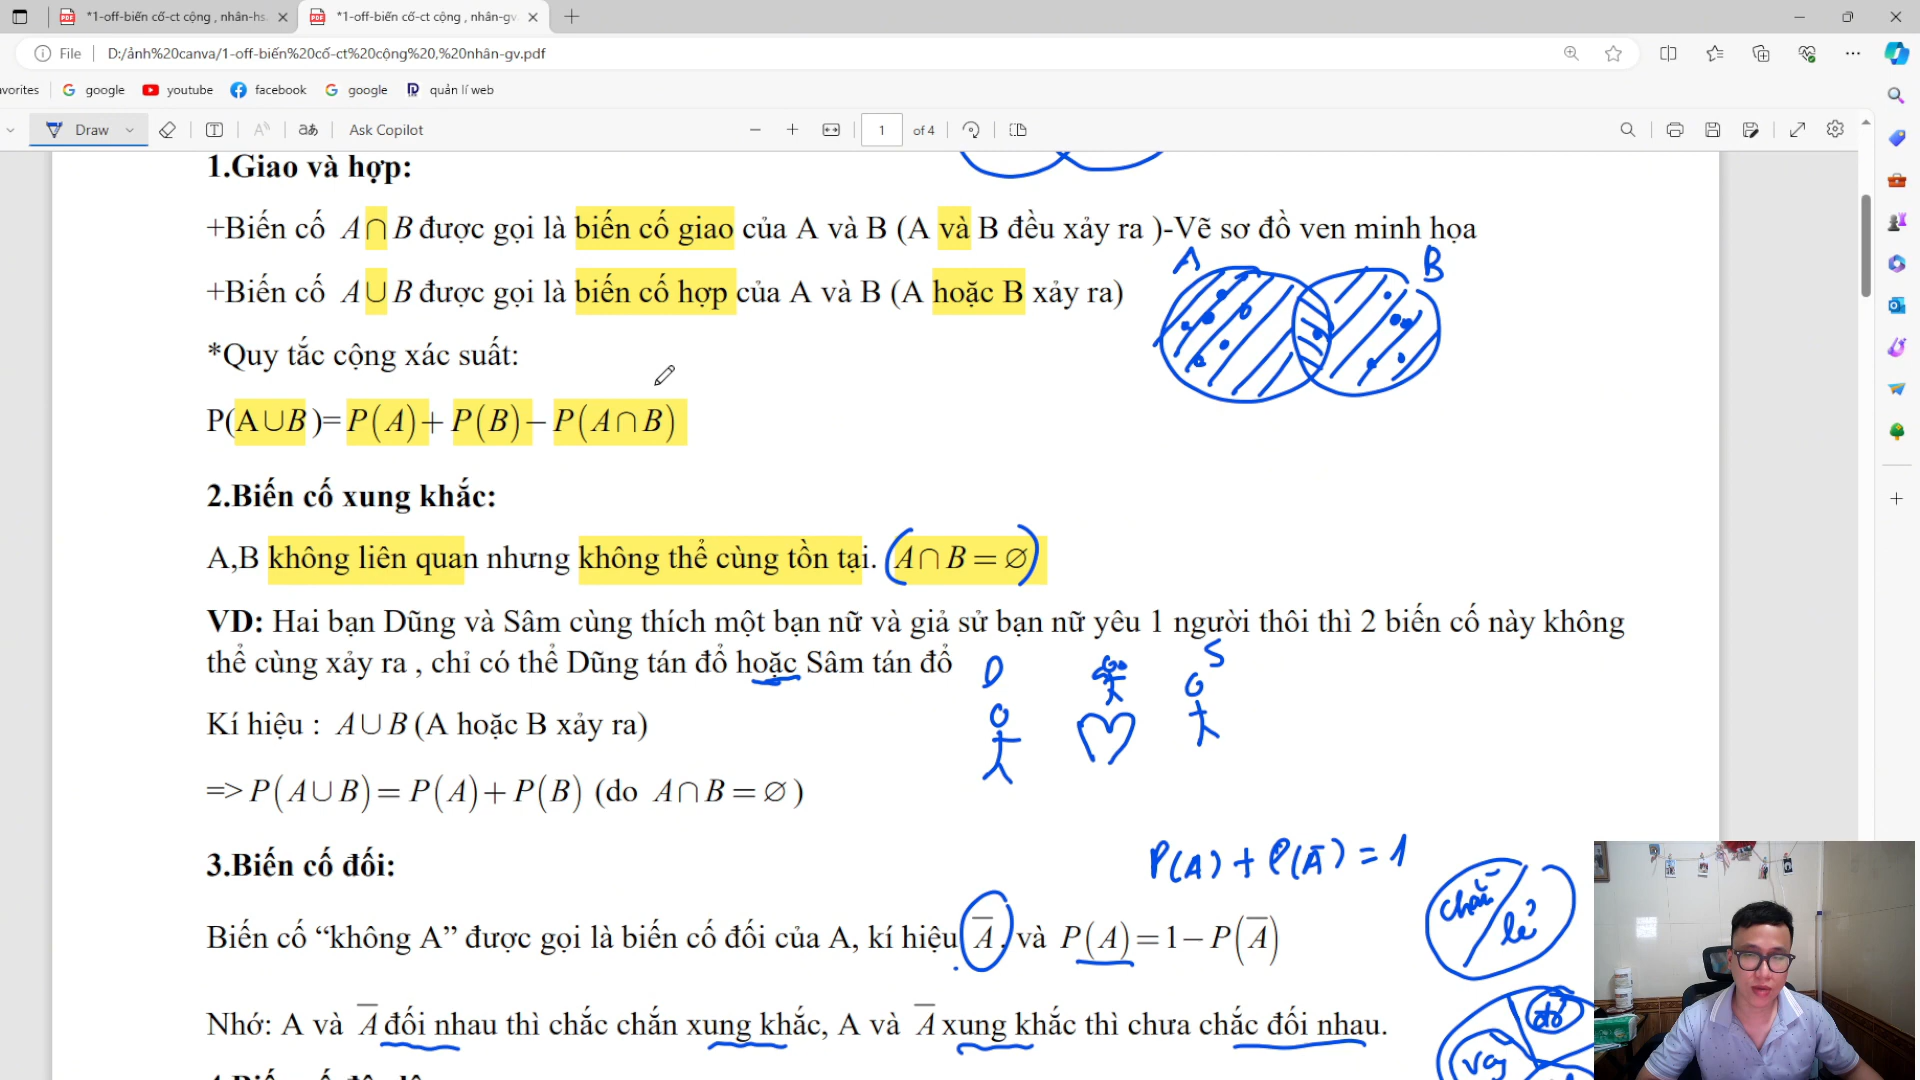 *1-off-biến cố-ct cộng , nhân-hs.
*1-off-biến cố-ct cộng , nhân-gv.
File
D:/ảnh%20canva/1-off-biến%20cố-ct%20cộng%20,%20nhân-gv.pdf
vorites
google
youtube
facebook
google
quản lí web
Draw
Ask Copilot
1 of 4
1.Giao và hợp:
+Biến cố A∩B được gọi là biến cố giao của A và B (A và B đều xảy ra )-Vẽ sơ đồ ven minh họa
A B
+Biến cố A∪B được gọi là biến cố hợp của A và B (A hoặc B xảy ra)
*Quy tắc cộng xác suất:
P(A∪B)=P(A)+P(B)−P(A∩B)
2.Biến cố xung khắc:
A,B không liên quan nhưng không thể cùng tồn tại. (A∩B=∅)
VD: Hai bạn Dũng và Sâm cùng thích một bạn nữ và giả sử bạn nữ yêu 1 người thôi thì 2 biến cố này không
thể cùng xảy ra , chỉ có thể Dũng tán đổ hoặc Sâm tán đổ
D S
Kí hiệu : A∪B (A hoặc B xảy ra)
=> P(A∪B)=P(A)+P(B) (do A∩B=∅)
P(A)+P(Ā)=1
3.Biến cố đối:
chẵn
lẻ
Biến cố “không A” được gọi là biến cố đối của A, kí hiệu Ā, và P(A)=1−P(Ā)
đỏ
Nhớ: A và Ā đối nhau thì chắc chắn xung khắc, A và Ā xung khắc thì chưa chắc đối nhau.